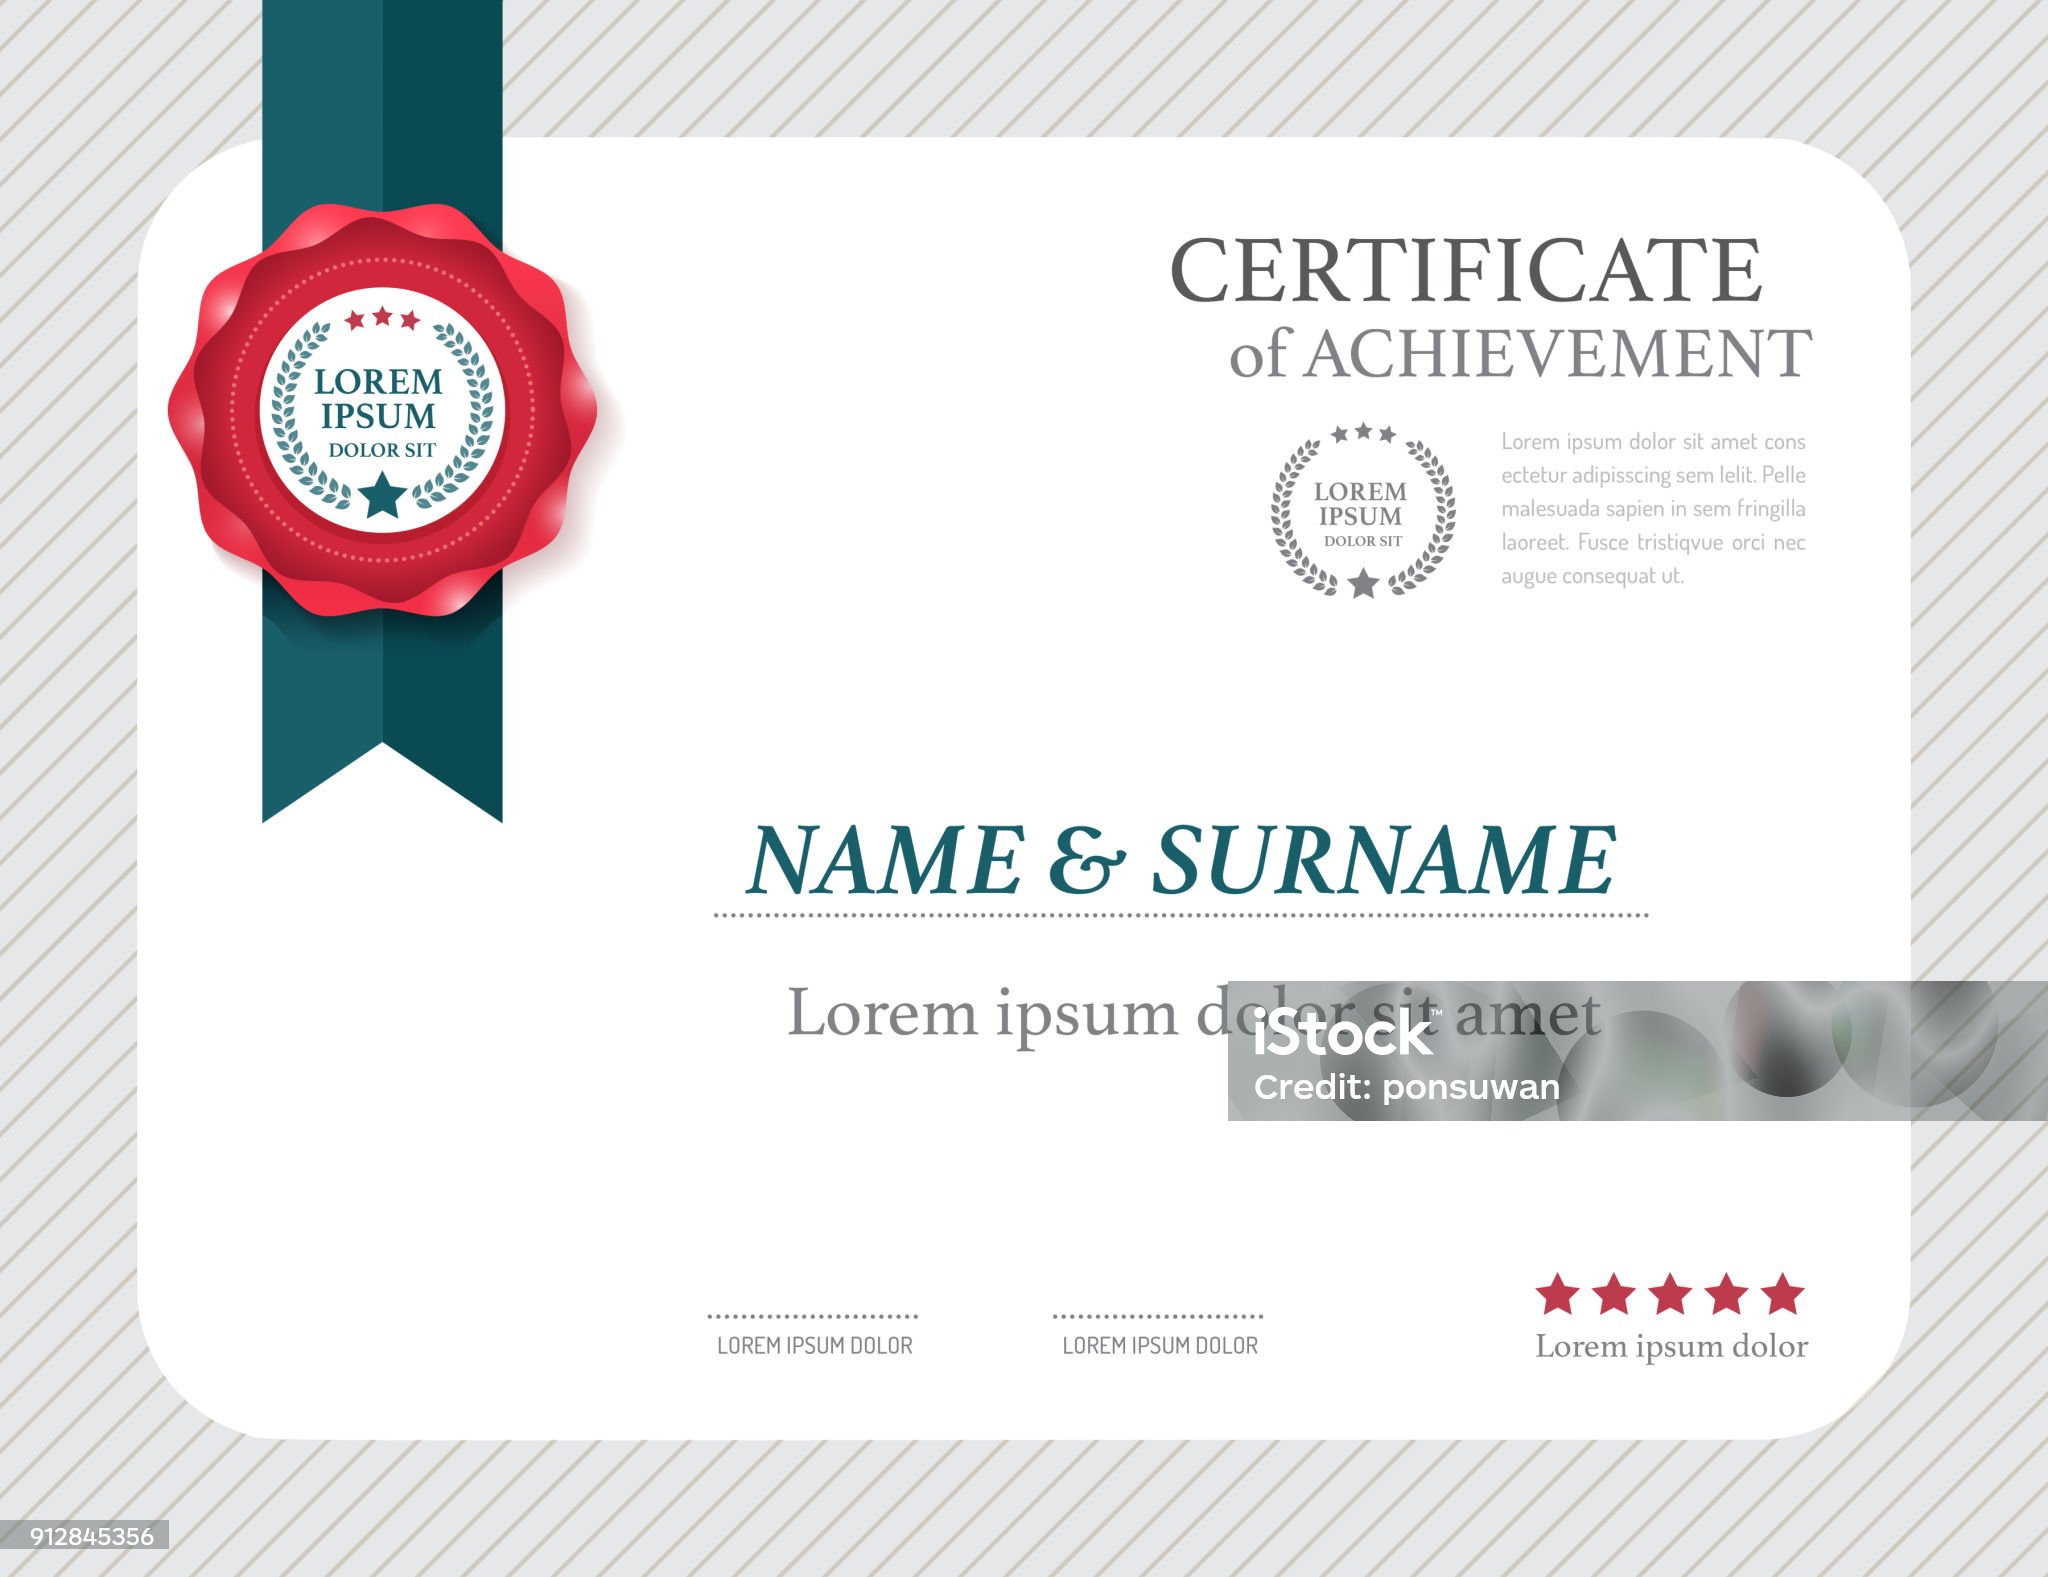 CERTIFICATE
of ACHIEVEMENT
LOREM
IPSUM
DOLOR SIT
LOREM
IPSUM
DOLOR SIT
Lorem ipsum dolor sit amet cons
ectetur adipisscing sem lelit. Pelle
malesuada sapien in sem fringilla
laoreet. Fusce tristiqvue orci nec
augue consequat ut.
NAME & SURNAME
Lorem ipsum dolor sit amet
iStock™
Credit: ponsuwan
LOREM IPSUM DOLOR
LOREM IPSUM DOLOR
Lorem ipsum dolor
912845356